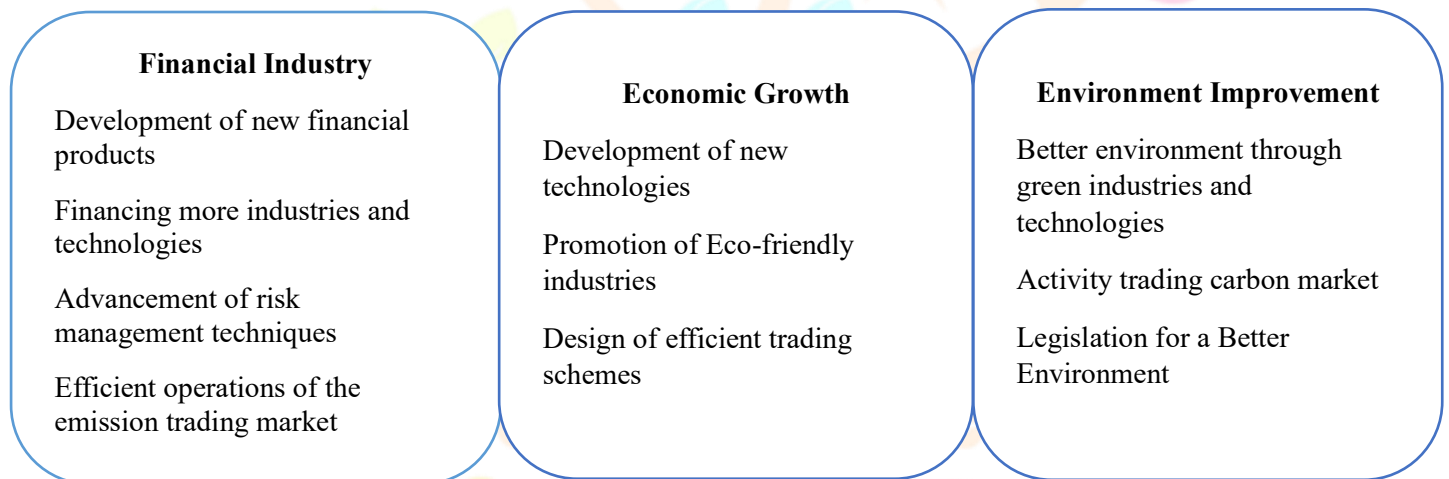 Financial Industry
Development of new financial
products
Financing more industries and
technologies
Advancement of risk
management techniques
Efficient operations of the
emission trading market
Economic Growth
Development of new
technologies
Promotion of Eco-friendly
industries
Design of efficient trading
schemes
Environment Improvement
Better environment through
green industries and
technologies
Activity trading carbon market
Legislation for a Better
Environment